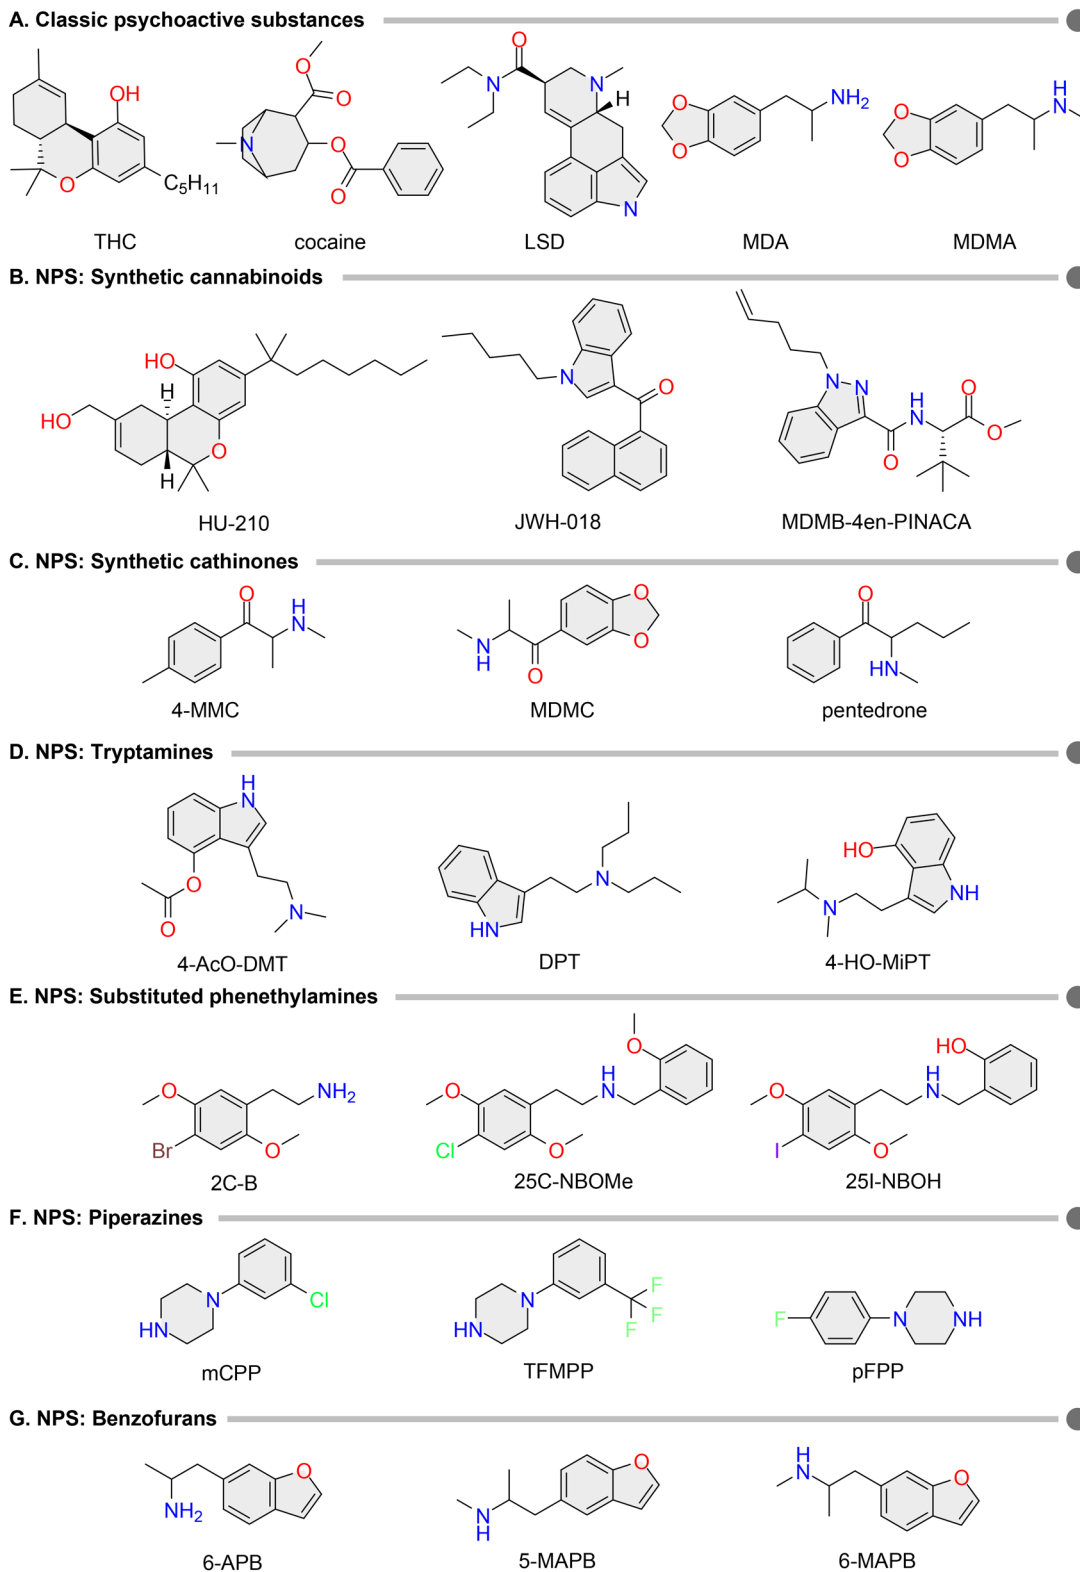 A. Classic psychoactive substances
THC
cocaine
LSD
MDA
MDMA
OH
O
C5H11
O
O
N
O
O
O
N
N
H
N
O
O
NH2
O
O
H
N
B. NPS: Synthetic cannabinoids
HO
H
HO
O
H
N
O
N
N
H
N
O
O
O
HU-210
JWH-018
MDMB-4en-PINACA
C. NPS: Synthetic cathinones
O
H
N
N
H
O
O
O
O
HN
4-MMC
MDMC
pentedrone
D. NPS: Tryptamines
H
N
O
O
N
N
HN
HO
N
NH
4-AcO-DMT
DPT
4-HO-MiPT
E. NPS: Substituted phenethylamines
O
NH2
Br
O
O
H
N
O
Cl
O
HO
H
N
O
I
O
2C-B
25C-NBOMe
25I-NBOH
F. NPS: Piperazines
N
HN
Cl
N
HN
F
F
F
F
N
NH
mCPP
TFMPP
pFPP
G. NPS: Benzofurans
O
NH2
O
N
H
H
N
O
6-APB
5-MAPB
6-MAPB